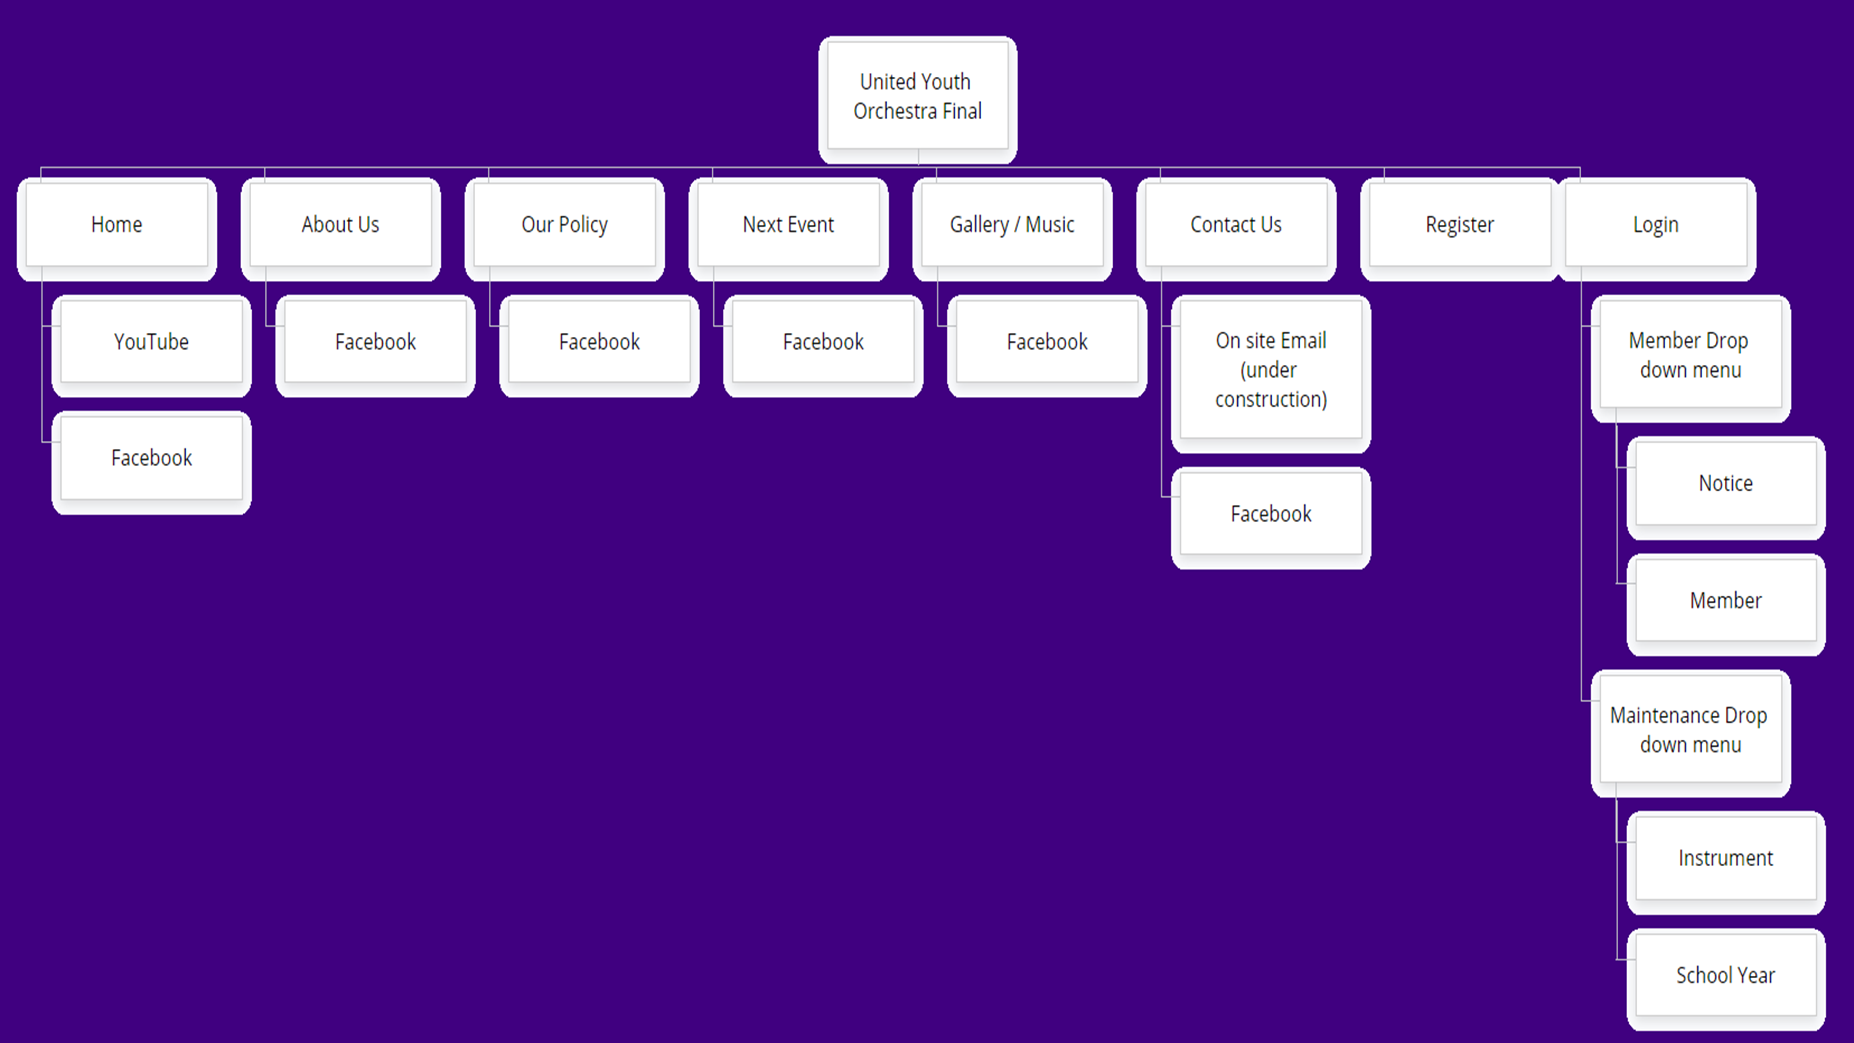 United Youth
Orchestra Final
Home
About Us
Our Policy
Next Event
Gallery / Music
Contact Us
Register
Login
YouTube
Facebook
Facebook
Facebook
Facebook
On site Email
(under
construction)
Member Drop
down menu
Facebook
Notice
Facebook
Member
Maintenance Drop
down menu
Instrument
School Year